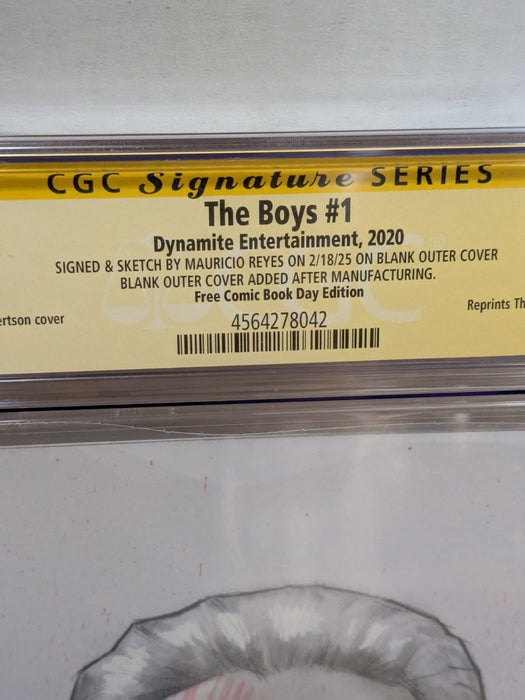 CGC Signature SERIES
The Boys #1
Dynamite Entertainment, 2020
SIGNED & SKETCH BY MAURICIO REYES ON 2/18/25 ON BLANK OUTER COVER
BLANK OUTER COVER ADDED AFTER MANUFACTURING.
Free Comic Book Day Edition
ertson cover
Reprints Th
4564278042